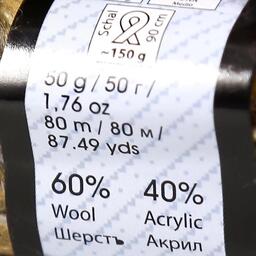 Schal
90 cm
~150 g
50 g / 50 г /
1,76 oz
80 m / 80 м /
87.49 yds
60% 40%
Wool Acrylic
Шерсть Акрил